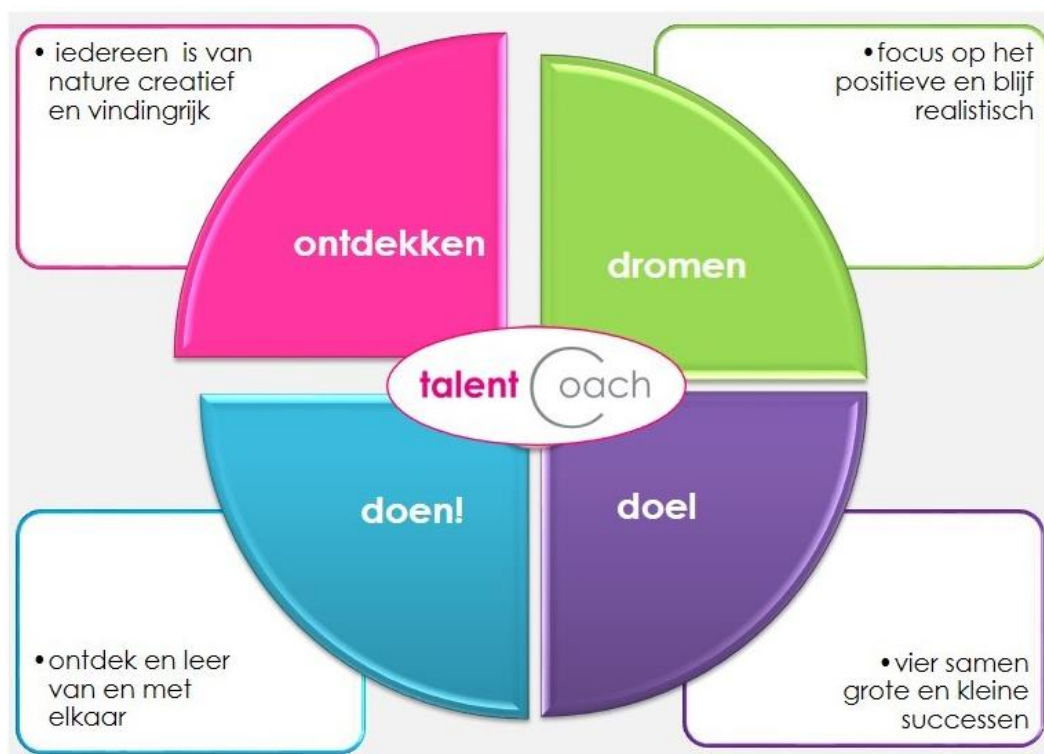 • iedereen is van
nature creatief
en vindingrijk
• focus op het
positieve en blijf
realistisch
ontdekken
dromen
talent Coach
doen!
doel
• ontdek en leer
van en met
elkaar
• vier samen
grote en kleine
successen